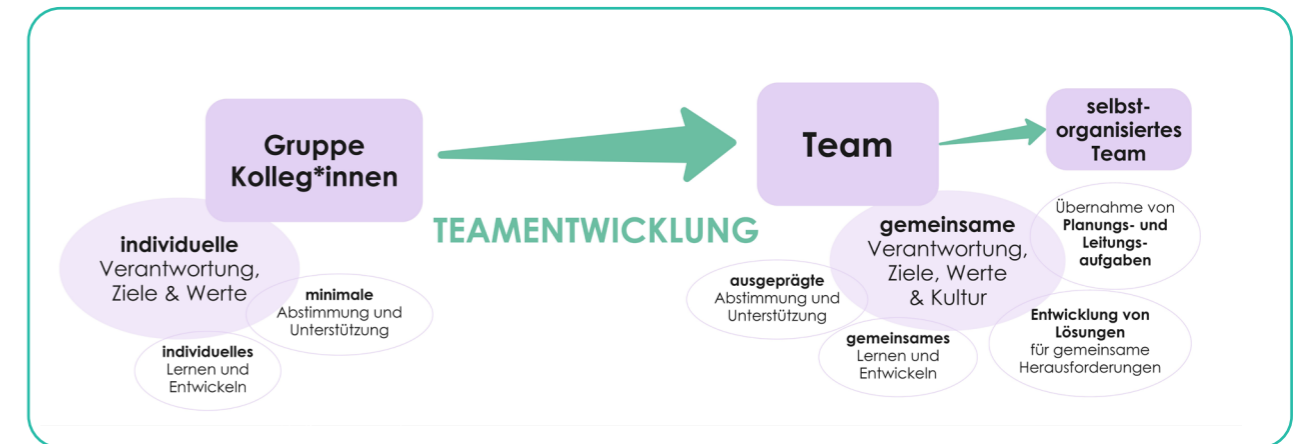 Gruppe
Kolleg*innen
individuelle
Verantwortung,
Ziele & Werte
minimale
Abstimmung und
Unterstützung
individuelles
Lernen und
Entwickeln
TEAMENTWICKLUNG
Team
gemeinsame
Verantwortung,
Ziele, Werte
& Kultur
ausgeprägte
Abstimmung und
Unterstützung
gemeinsames
Lernen und
Entwickeln
selbst-
organisiertes
Team
Übernahme von
Planungs- und
Leitungs-
aufgaben
Entwicklung von
Lösungen
für gemeinsame
Herausforderungen